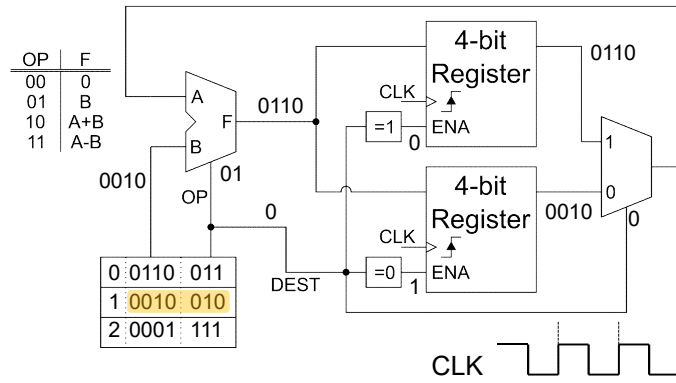 OP F
00 0
01 B
10 A+B
11 A-B
A
B
F
0110
0010
OP
01
0
DEST
0 0110 011
1 0010 010
2 0001 111
4-bit
Register
CLK
ENA
=1
0
0110
4-bit
Register
CLK
ENA
=0
1
0010
1
0
0
CLK